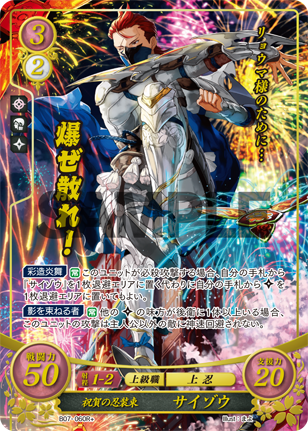 3
2
リョウマ様のために…
爆ぜ散れ!
SAMPLE
彩造炎舞 常 このユニットが必殺攻撃する場合、自分の手札から
「サイゾウ」を1枚退避エリアに置く代わりに自分の手札から を
1枚退避エリアに置いてもよい。
影を束ねる者 常 他の の味方が後衛に1体以上いる場合、
このユニットの攻撃は主人公以外の敵に神速回避されない。
戦闘力
50
射程
1-2
上級職
上忍
支援力
20
祝賀の忍装束
サイゾウ
B07-060R+